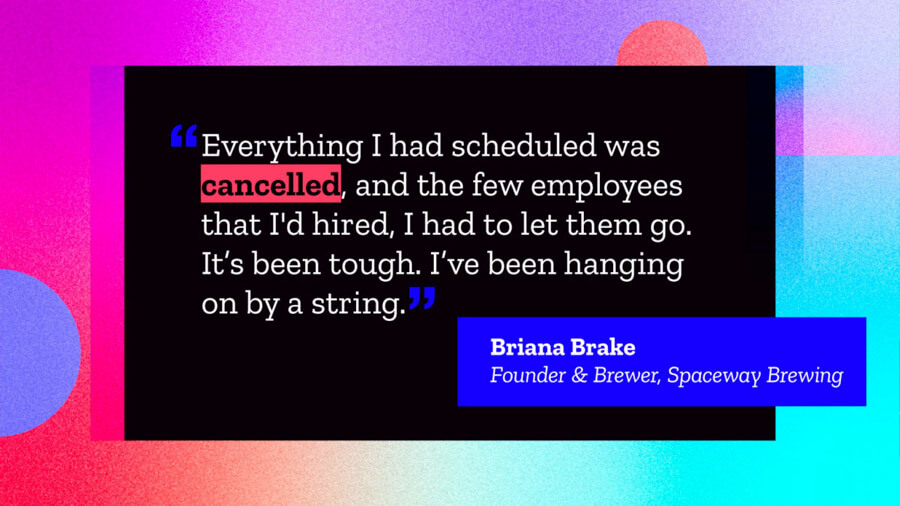 “Everything I had scheduled was
cancelled, and the few employees
that I'd hired, I had to let them go.
It’s been tough. I’ve been hanging
on by a string.”
Briana Brake
Founder & Brewer, Spaceway Brewing